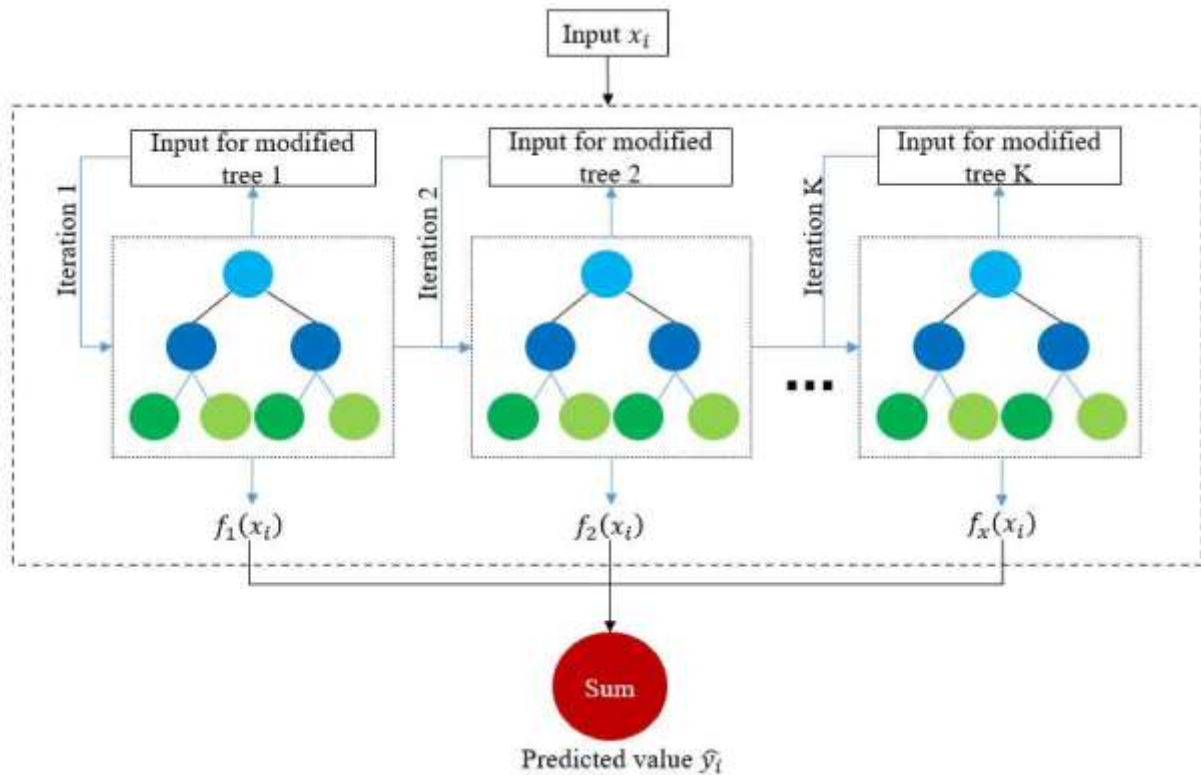 Input xᵢ
Input for modified
tree 1
Input for modified
tree 2
Input for modified
tree K
Iteration 1
Iteration 2
Iteration K
...
f₁(xᵢ)
f₂(xᵢ)
fₓ(xᵢ)
Sum
Predicted value ŷᵢ